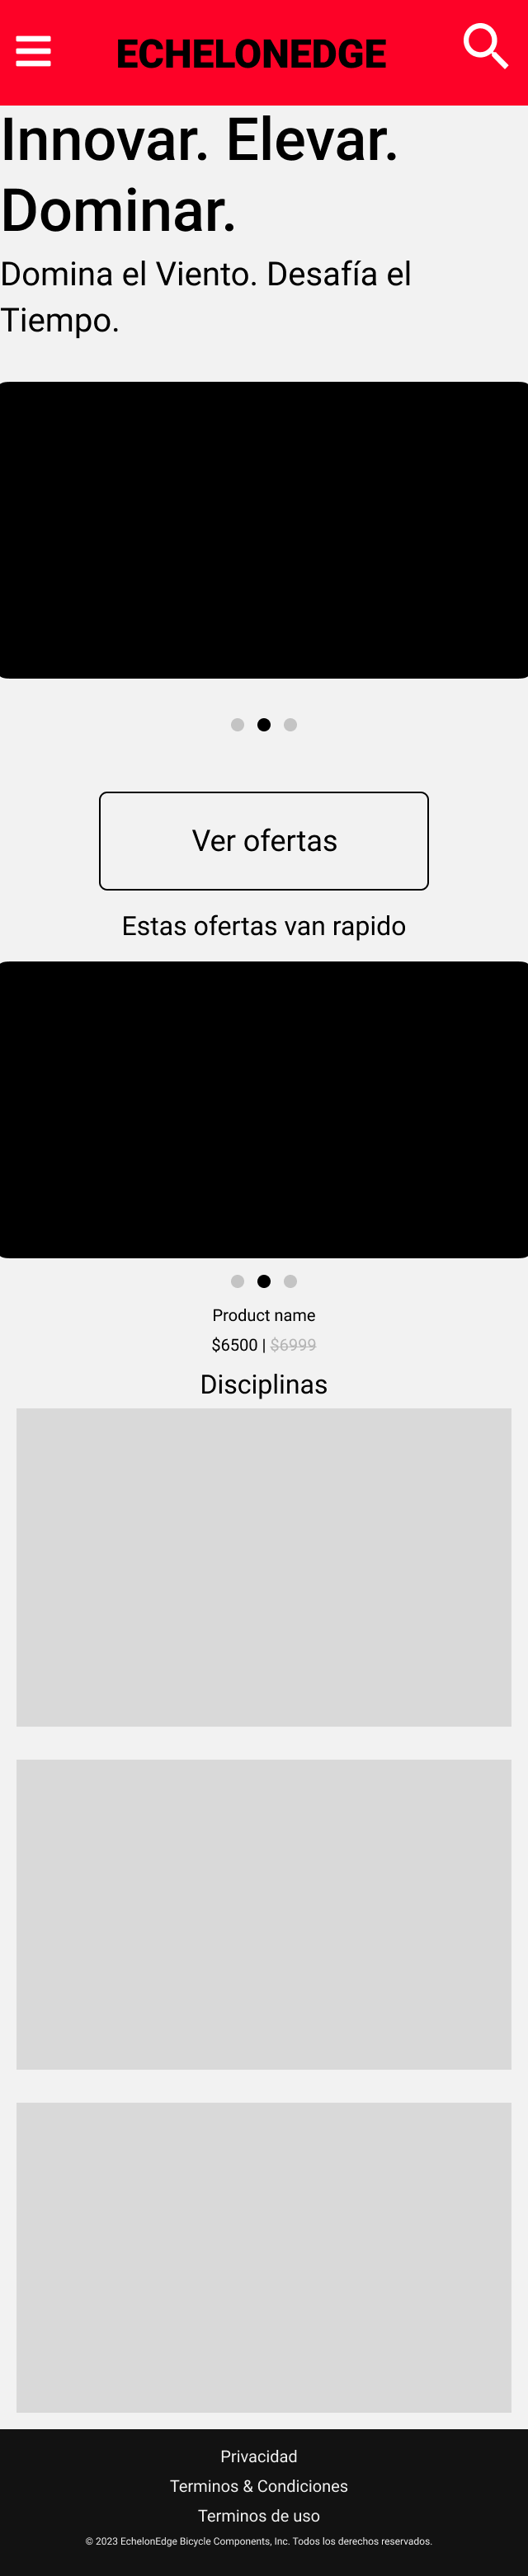 ECHELONEDGE
Innovar. Elevar.
Dominar.
Domina el Viento. Desafía el
Tiempo.
Ver ofertas
Estas ofertas van rapido
Product name
$6500 | $6999
Disciplinas
Privacidad
Terminos & Condiciones
Terminos de uso
© 2023 EchelonEdge Bicycle Components, Inc. Todos los derechos reservados.